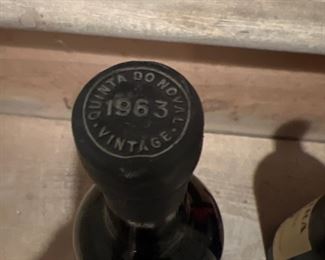 QUINTA DO NOVAL
1963
· VINTAGE ·